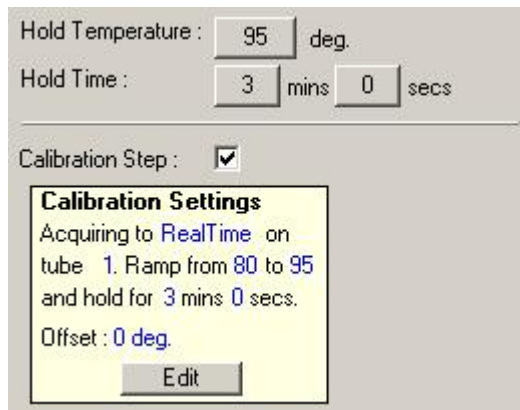 Hold Temperature : 95 deg.
Hold Time : 3 mins 0 secs
Calibration Step :
Calibration Settings
Acquiring to RealTime on
tube 1. Ramp from 80 to 95
and hold for 3 mins 0 secs.
Offset : 0 deg.
Edit